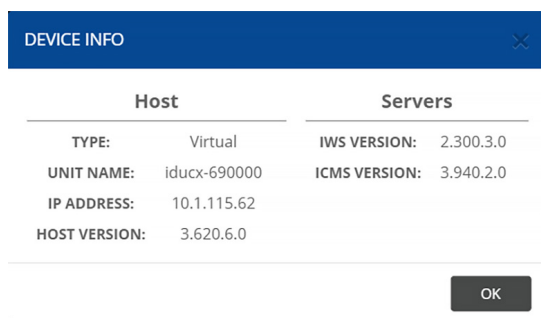 DEVICE INFO
Host
TYPE: Virtual
UNIT NAME: iducx-690000
IP ADDRESS: 10.1.115.62
HOST VERSION: 3.620.6.0
Servers
IWS VERSION: 2.300.3.0
ICMS VERSION: 3.940.2.0
OK